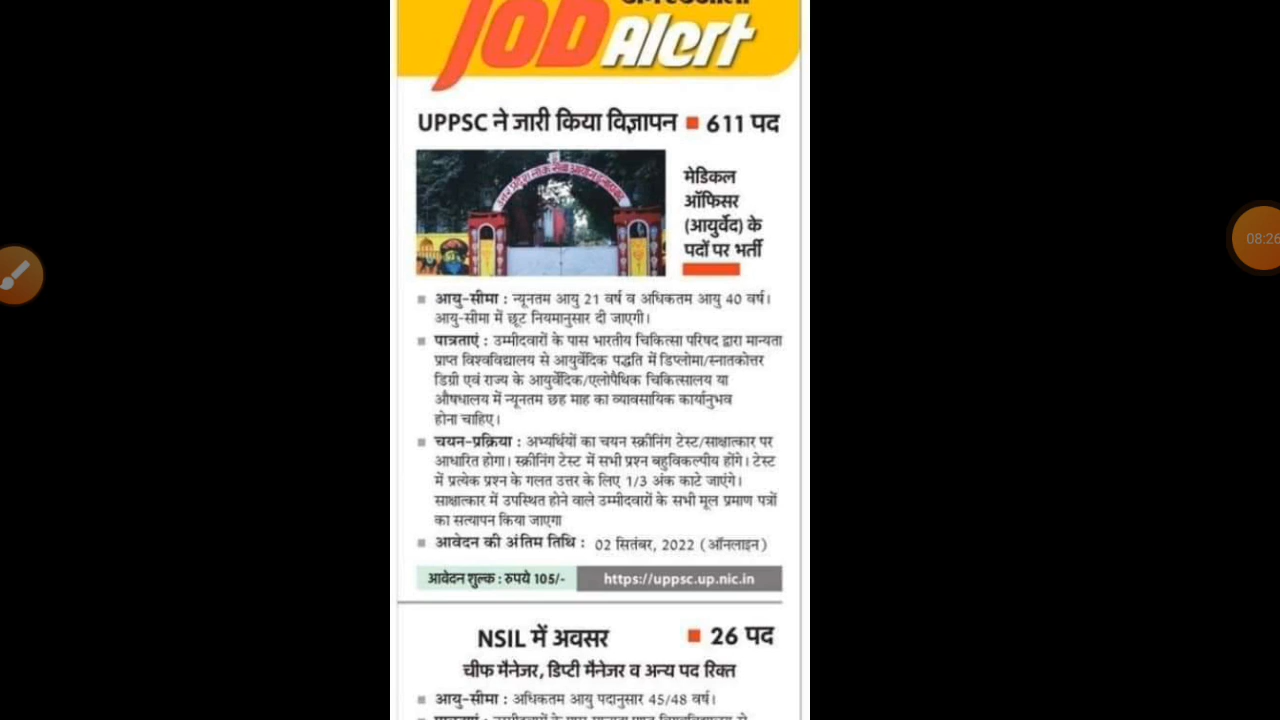 JOB Alert
UPPSC ने जारी किया विज्ञापन ■ 611 पद
मेडिकल
ऑफिसर
(आयुर्वेद) के
पदों पर भर्ती
■ आयु-सीमा : न्यूनतम आयु 21 वर्ष व अधिकतम आयु 40 वर्ष।
आयु-सीमा में छूट नियमानुसार दी जाएगी।
■ पात्रताएं : उम्मीदवारों के पास भारतीय चिकित्सा परिषद द्वारा मान्यता
प्राप्त विश्वविद्यालय से आयुर्वेदिक पद्धति में डिप्लोमा/स्नातकोत्तर
डिग्री एवं राज्य के आयुर्वेदिक/एलोपैथिक चिकित्सालय या
औषधालय में न्यूनतम छह माह का व्यावसायिक कार्यानुभव
होना चाहिए।
■ चयन-प्रक्रिया : अभ्यर्थियों का चयन स्क्रीनिंग टेस्ट/साक्षात्कार पर
आधारित होगा। स्क्रीनिंग टेस्ट में सभी प्रश्न बहुविकल्पीय होंगे। टेस्ट
में प्रत्येक प्रश्न के गलत उत्तर के लिए 1/3 अंक काटे जाएंगे।
साक्षात्कार में उपस्थित होने वाले उम्मीदवारों के सभी मूल प्रमाण पत्रों
का सत्यापन किया जाएगा
■ आवेदन की अंतिम तिथि : 02 सितंबर, 2022 (ऑनलाइन)
आवेदन शुल्क : रुपये 105/- https://uppsc.up.nic.in
NSIL में अवसर ■ 26 पद
चीफ मैनेजर, डिप्टी मैनेजर व अन्य पद रिक्त
■ आयु-सीमा : अधिकतम आयु पदानुसार 45/48 वर्ष।
08:26